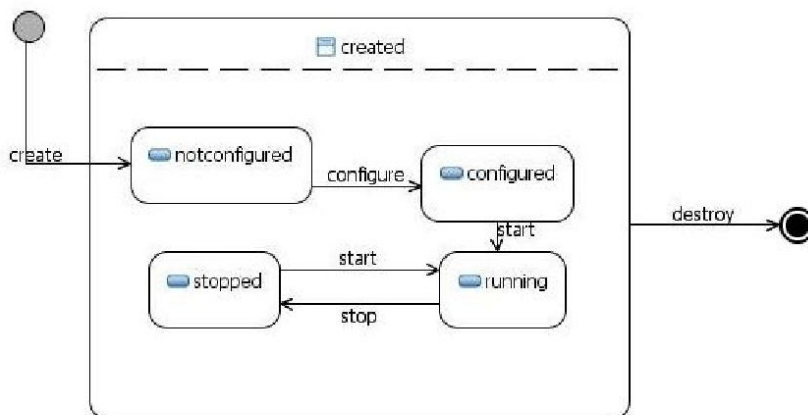 created
create
notconfigured
configure
configured
destroy
start
stopped
start
running
stop